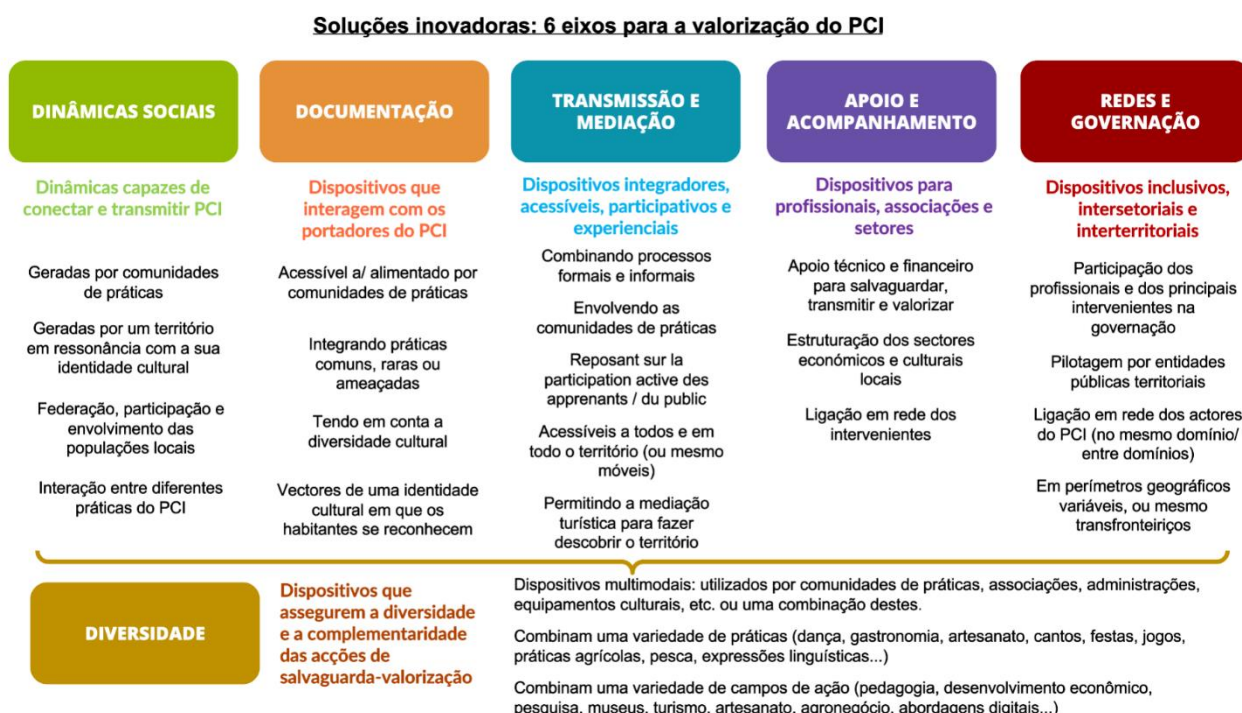 Soluções inovadoras: 6 eixos para a valorização do PCI
DINÂMICAS SOCIAIS
Dinâmicas capazes de
conectar e transmitir PCI
Geradas por comunidades
de práticas
Geradas por um território
em ressonância com a sua
identidade cultural
Federação, participação e
envolvimento das
populações locais
Interação entre diferentes
práticas do PCI
DOCUMENTAÇÃO
Dispositivos que
interagem com os
portadores do PCI
Acessível a/ alimentado por
comunidades de práticas
Integrando práticas
comuns, raras ou
ameaçadas
Tendo em conta a
diversidade cultural
Vectores de uma identidade
cultural em que os
habitantes se reconhecem
TRANSMISSÃO E
MEDIAÇÃO
Dispositivos integradores,
acessíveis, participativos e
experienciais
Combinando processos
formais e informais
Envolvendo as
comunidades de práticas
Reposant sur la
participation active des
apprenants / du public
Acessíveis a todos e em
todo o território (ou mesmo
móveis)
Permitindo a mediação
turística para fazer
descobrir o território
APOIO E
ACOMPANHAMENTO
Dispositivos para
profissionais, associações e
setores
Apoio técnico e financeiro
para salvaguardar,
transmitir e valorizar
Estruturação dos sectores
económicos e culturais
locais
Ligação em rede dos
intervenientes
REDES E
GOVERNAÇÃO
Dispositivos inclusivos,
intersetoriais e
interterritoriais
Participação dos
profissionais e dos principais
intervenientes na
governação
Pilotagem por entidades
públicas territoriais
Ligação em rede dos actores
do PCI (no mesmo domínio/
entre domínios)
Em perímetros geográficos
variáveis, ou mesmo
transfronteiriços
DIVERSIDADE
Dispositivos que
assegurem a diversidade
e a complementaridade
das acções de
salvaguarda-valorização
Dispositivos multimodais: utilizados por comunidades de práticas, associações, administrações,
equipamentos culturais, etc. ou uma combinação destes.
Combinam uma variedade de práticas (dança, gastronomia, artesanato, cantos, festas, jogos,
práticas agrícolas, pesca, expressões linguísticas...)
Combinam uma variedade de campos de ação (pedagogia, desenvolvimento econômico,
pesquisa, museus, turismo, artesanato, agronegócio, abordagens digitais...)